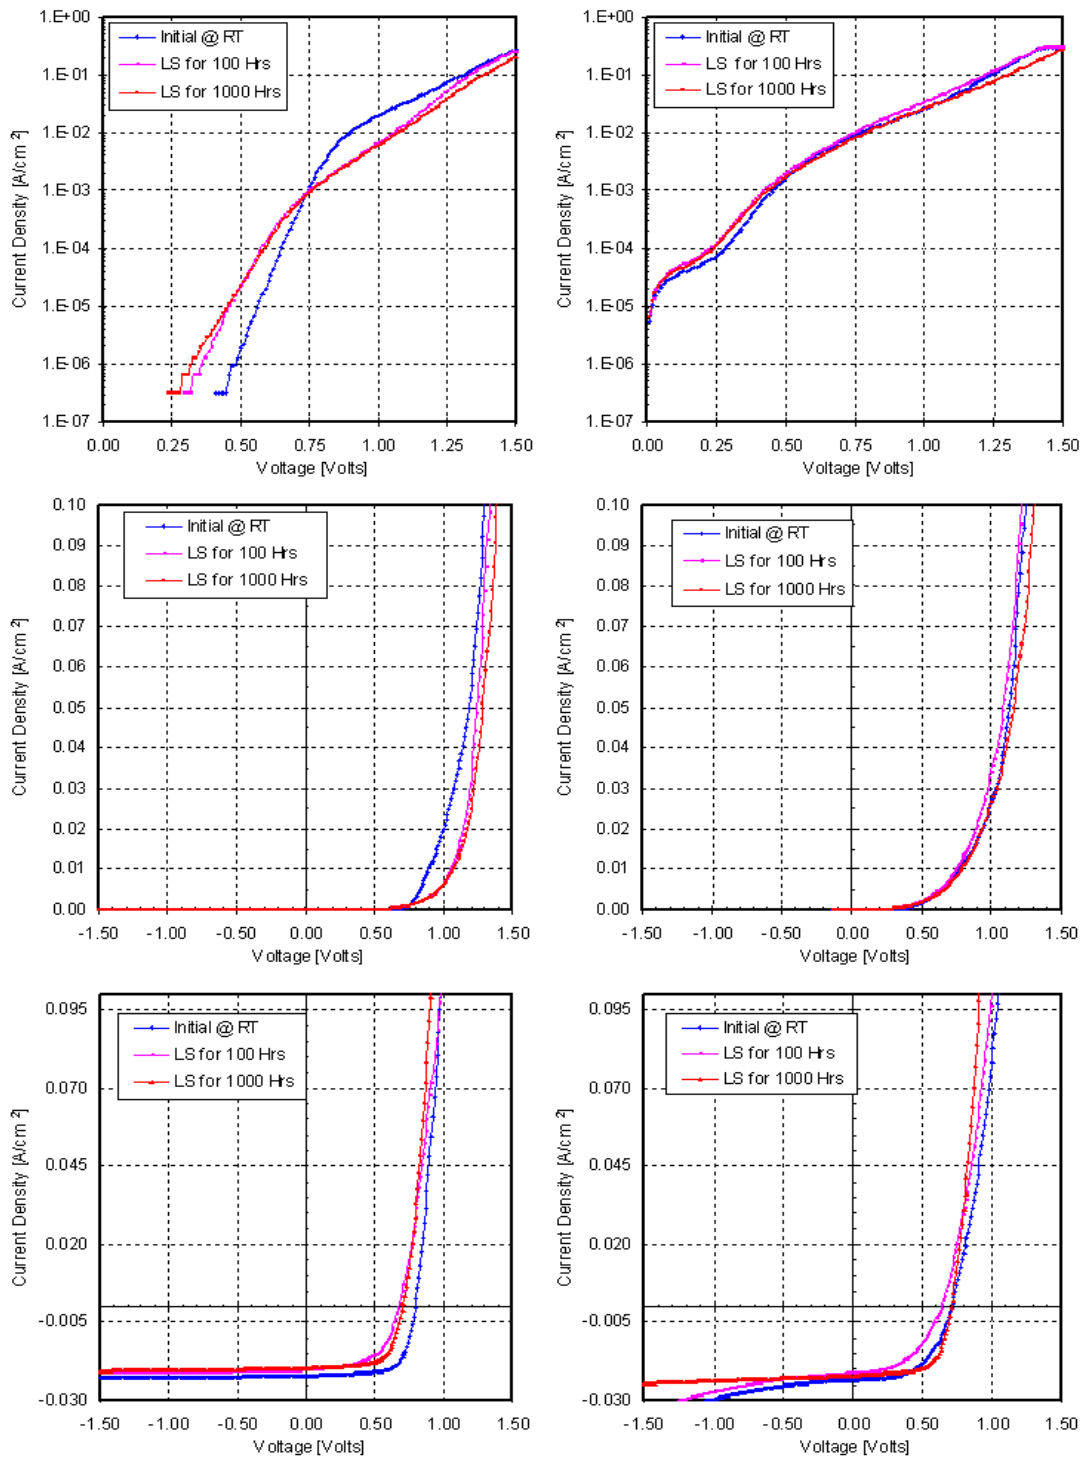 1.E+00
1.E-01
1.E-02
1.E-03
1.E-04
1.E-05
1.E-06
1.E-07
Current Density [A/cm 2]
Initial @ RT
LS for 100 Hrs
LS for 1000 Hrs
0.00 0.25 0.50 0.75 1.00 1.25 1.50
Voltage [Volts]
1.E+00
1.E-01
1.E-02
1.E-03
1.E-04
1.E-05
1.E-06
1.E-07
Current Density [A/cm 2]
Initial @ RT
LS for 100 Hrs
LS for 1000 Hrs
0.00 0.25 0.50 0.75 1.00 1.25 1.50
Voltage [Volts]
0.10
0.09
0.08
0.07
0.06
0.05
0.04
0.03
0.02
0.01
0.00
Current Density [A/cm 2]
Initial @ RT
LS for 100 Hrs
LS for 1000 Hrs
-1.50 -1.00 -0.50 0.00 0.50 1.00 1.50
Voltage [Volts]
0.10
0.09
0.08
0.07
0.06
0.05
0.04
0.03
0.02
0.01
0.00
Current Density [A/cm 2]
Initial @ RT
LS for 100 Hrs
LS for 1000 Hrs
-1.50 -1.00 -0.50 0.00 0.50 1.00 1.50
Voltage [Volts]
0.095
0.070
0.045
0.020
-0.005
-0.030
Current Density [A/cm 2]
Initial @ RT
LS for 100 Hrs
LS for 1000 Hrs
-1.50 -1.00 -0.50 0.00 0.50 1.00 1.50
Voltage [Volts]
0.095
0.070
0.045
0.020
-0.005
-0.030
Current Density [A/cm 2]
Initial @ RT
LS for 100 Hrs
LS for 1000 Hrs
-1.50 -1.00 -0.50 0.00 0.50 1.00 1.50
Voltage [Volts]